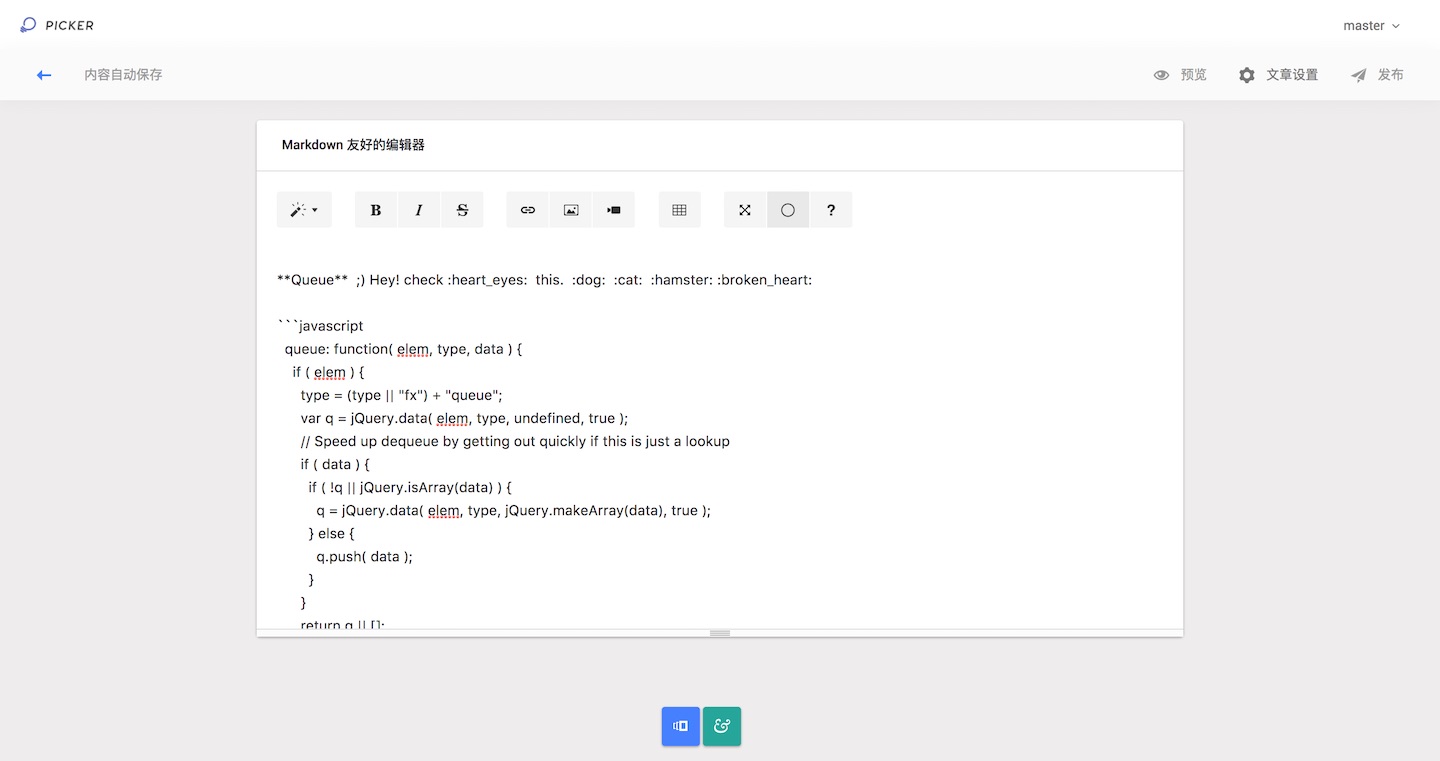 PICKER
master
内容自动保存
预览
文章设置
发布
Markdown 友好的编辑器
B I S ?
**Queue**  ;) Hey! check :heart_eyes:  this.  :dog:  :cat:  :hamster: :broken_heart:
```javascript
queue: function( elem, type, data ) {
if ( elem ) {
type = (type || "fx") + "queue";
var q = jQuery.data( elem, type, undefined, true );
// Speed up dequeue by getting out quickly if this is just a lookup
if ( data ) {
if ( !q || jQuery.isArray(data) ) {
q = jQuery.data( elem, type, jQuery.makeArray(data), true );
} else {
q.push( data );
}
}
return q || [];
&